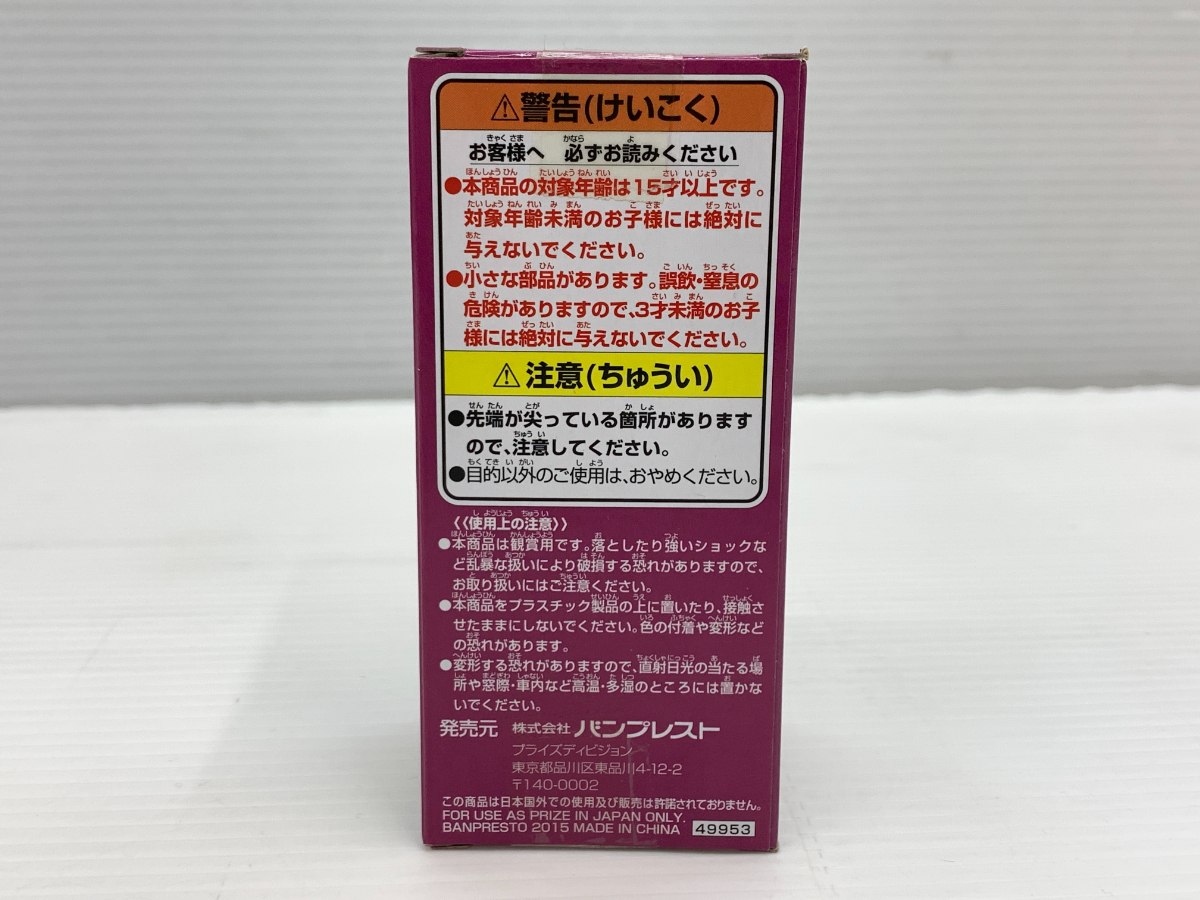 ⚠警告(けいこく)
お客様へ 必ずお読みください
●本商品の対象年齢は15才以上です。
対象年齢未満のお子様には絶対に
与えないでください。
●小さな部品があります。誤飲・窒息の
危険がありますので、3才未満のお子
様には絶対に与えないでください。
⚠注意(ちゅうい)
●先端が尖っている箇所があります
ので、注意してください。
●目的以外のご使用は、おやめください。
《使用上の注意》
●本商品は観賞用です。落としたり強いショックな
ど乱暴な扱いにより破損する恐れがありますので、
お取り扱いにはご注意ください。
●本商品をプラスチック製品の上に置いたり、接触さ
せたままにしないでください。色の付着や変形など
の恐れがあります。
●変形する恐れがありますので、直射日光の当たる場
所や窓際・車内など高温・多湿のところには置かな
いでください。
発売元 株式会社 バンプレスト
プライズディビジョン
東京都品川区東品川4-12-2
〒140-0002
この商品は日本国外での使用及び販売は許諾されておりません。
FOR USE AS PRIZE IN JAPAN ONLY.
BANPRESTO 2015 MADE IN CHINA 49953